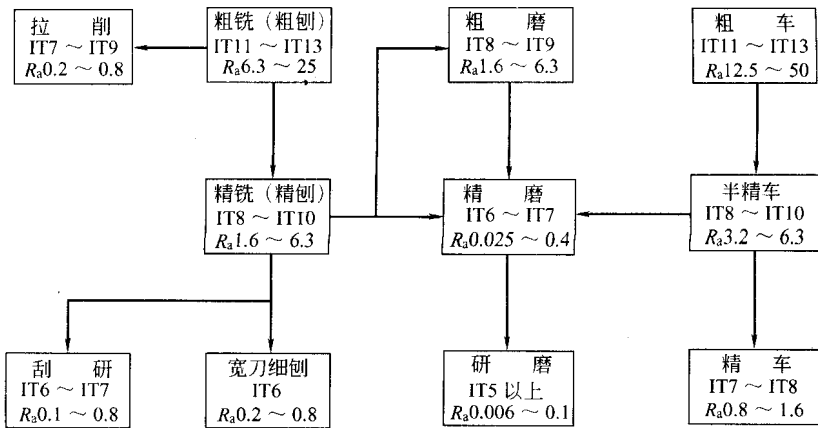 拉 削
IT7～IT9
Ra0.2～0.8
粗铣（粗刨）
IT11～IT13
Ra6.3～25
粗 磨
IT8～IT9
Ra1.6～6.3
粗 车
IT11～IT13
Ra12.5～50
精铣（精刨）
IT8～IT10
Ra1.6～6.3
精 磨
IT6～IT7
Ra0.025～0.4
半精车
IT8～IT10
Ra3.2～6.3
刮 研
IT6～IT7
Ra0.1～0.8
宽刀细刨
IT6
Ra0.2～0.8
研 磨
IT5 以上
Ra0.006～0.1
精 车
IT7～IT8
Ra0.8～1.6